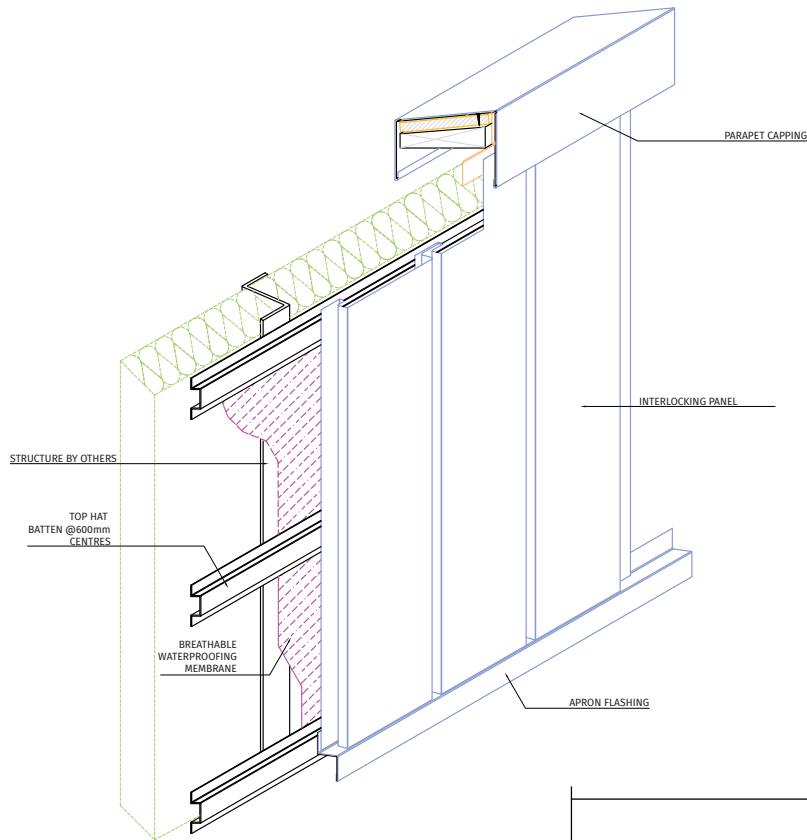 PARAPET CAPPING
INTERLOCKING PANEL
STRUCTURE BY OTHERS
TOP HAT
BATTEN @600mm
CENTRES
BREATHABLE
WATERPROOFING
MEMBRANE
APRON FLASHING